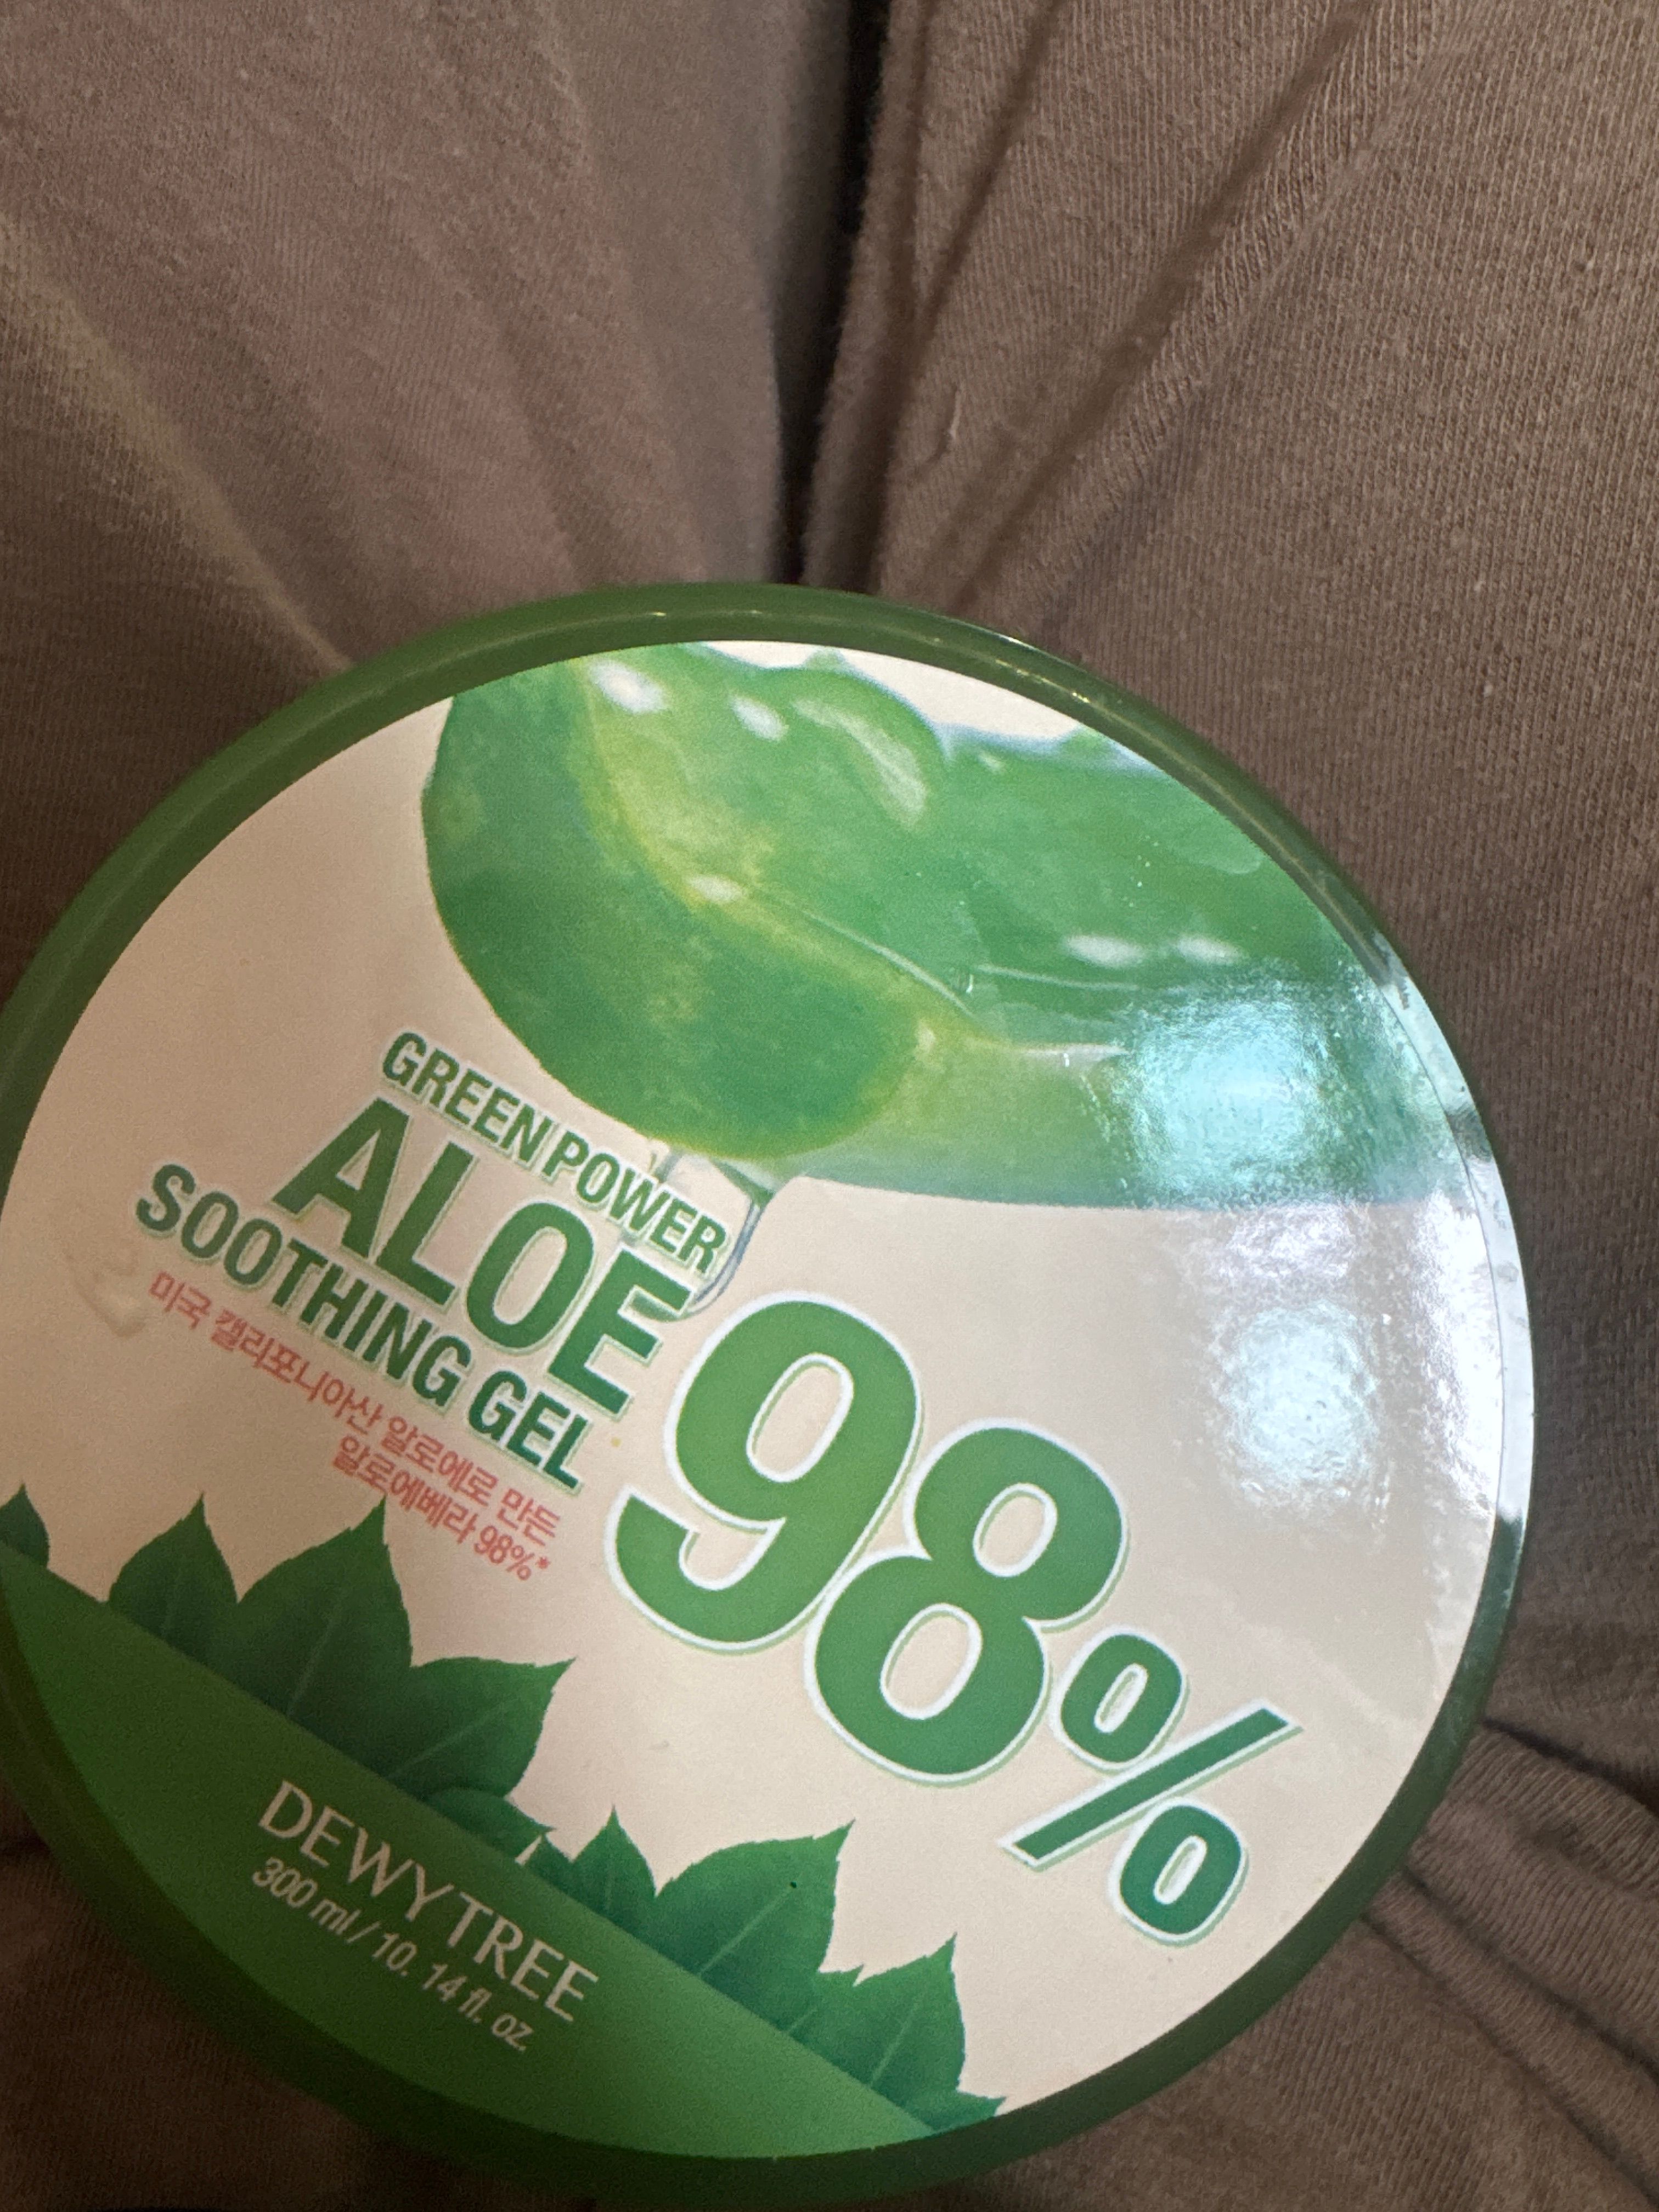 GREEN POWER
ALOE
SOOTHING GEL
미국 캘리포니아산 알로에로 만든
알로에베라 98%*
98%
DEWYTREE
300 ml / 10. 14 fl. oz.